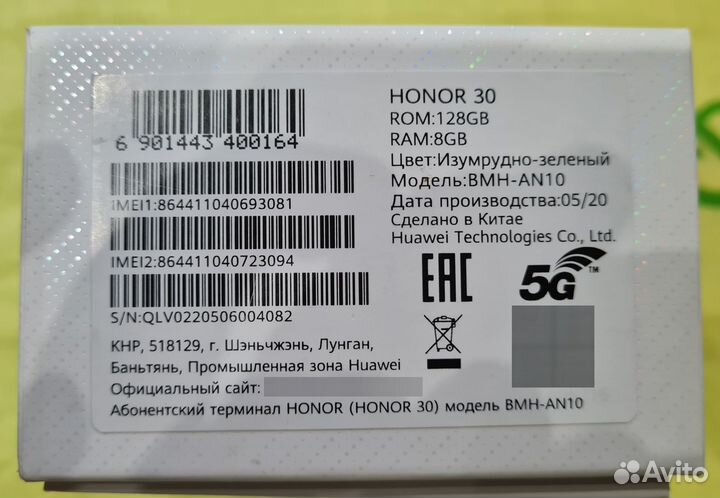 HONOR 30
ROM:128GB
RAM:8GB
Цвет:Изумрудно-зеленый
Модель:BMH-AN10
Дата производства:05/20
Сделано в Китае
Huawei Technologies Co., Ltd.
6 901443 400164
IMEI1:864411040693081
IMEI2:864411040723094
S/N:QLV0220506004082
EAC
5G™
КНР, 518129, г. Шэньчжэнь, Лунган,
Баньтянь, Промышленная зона Huawei
Официальный сайт:
Абонентский терминал HONOR (HONOR 30) модель BMH-AN10
Avito